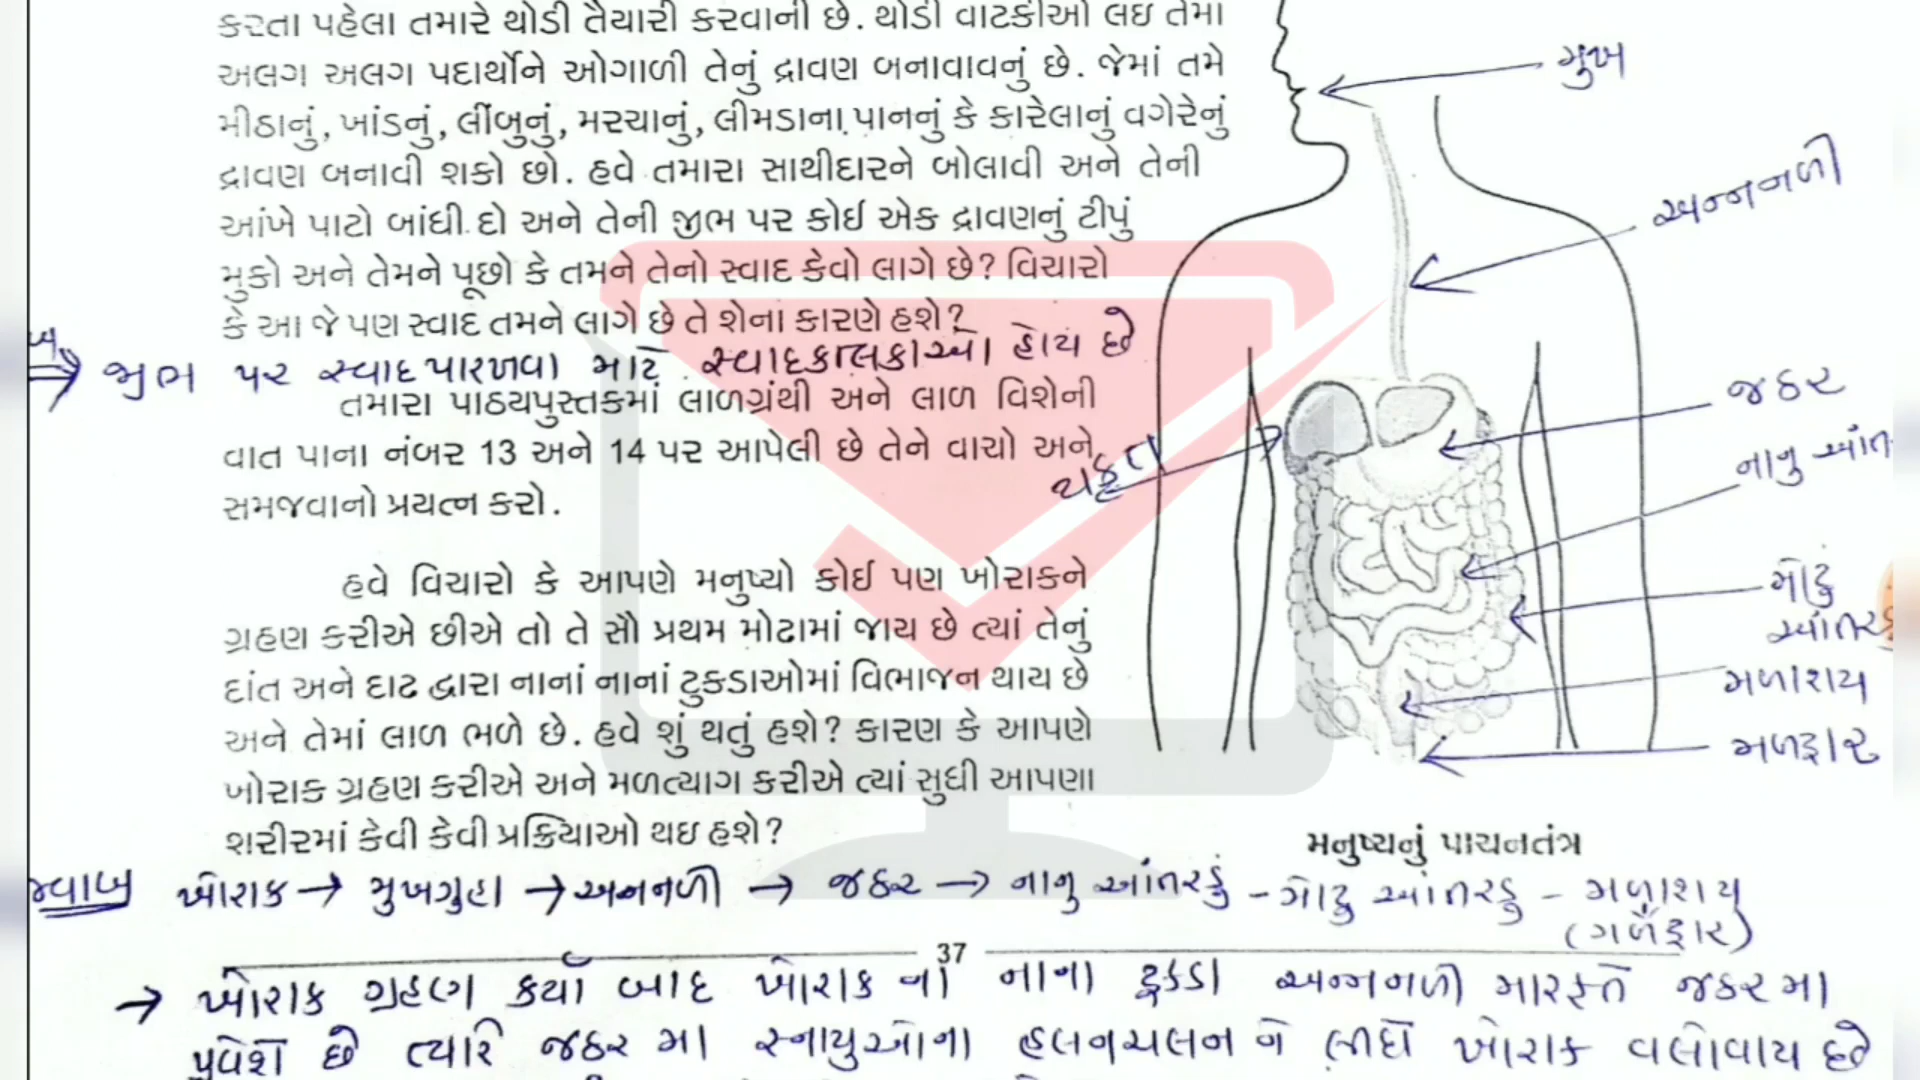 કરતા પહેલા તમારે થોડી તૈયારી કરવાની છે. થોડી વાટકીઓ લઇ તેમાં
અલગ અલગ પદાર્થોને ઓગાળી તેનું દ્રાવણ બનાવાવનું છે. જેમાં તમે
મીઠાનું, ખાંડનું, લીંબુનું, મરચાનું, લીમડાના પાનનું કે કારેલાનું વગેરેનું
દ્રાવણ બનાવી શકો છો. હવે તમારા સાથીદારને બોલાવી અને તેની
આંખે પાટો બાંધી દો અને તેની જીભ પર કોઈ એક દ્રાવણનું ટીપું
મુકો અને તેમને પૂછો કે તમને તેનો સ્વાદ કેવો લાગે છે? વિચારો
કે આ જે પણ સ્વાદ તમને લાગે છે તે શેના કારણે હશે?
જીભ પર સ્વાદ પારખવા માટે સ્વાદકલિકાઓ હોય છે
તમારા પાઠયપુસ્તકમાં લાળગ્રંથી અને લાળ વિશેની
વાત પાના નંબર 13 અને 14 પર આપેલી છે તેને વાચો અને
સમજવાનો પ્રયત્ન કરો.
હવે વિચારો કે આપણે મનુષ્યો કોઈ પણ ખોરાકને
ગ્રહણ કરીએ છીએ તો તે સૌ પ્રથમ મોઢામાં જાય છે ત્યાં તેનું
દાંત અને દાઢ દ્વારા નાનાં નાનાં ટુકડાઓમાં વિભાજન થાય છે
અને તેમાં લાળ ભળે છે. હવે શું થતું હશે? કારણ કે આપણે
ખોરાક ગ્રહણ કરીએ અને મળત્યાગ કરીએ ત્યાં સુધી આપણા
શરીરમાં કેવી કેવી પ્રક્રિયાઓ થઇ હશે?
મુખ
અન્નનળી
જઠર
યકૃત
નાનુ આંત
મોટું
આંતરડ
મળાશય
મળદ્વાર
મનુષ્યનું પાચનતંત્ર
જવાબ ખોરાક → મુખગુહા → અન્નનળી → જઠર → નાનુ આંતરડું - મોટુ આંતરડુ - મળાશય
(મળદ્વાર)
37
→ ખોરાક ગ્રહણ કર્યા બાદ ખોરાક ના નાના ટુકડા અન્નનળી મારફતે જઠર મા
પ્રવેશે છે ત્યારે જઠર મા સ્નાયુઓના હલનચલન ને લીધે ખોરાક વલોવાય છે